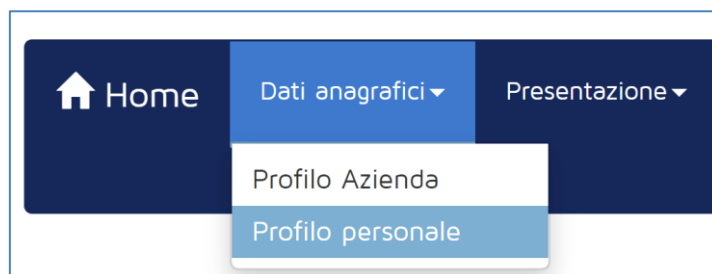 Home Dati anagrafici Presentazione
Profilo Azienda
Profilo personale